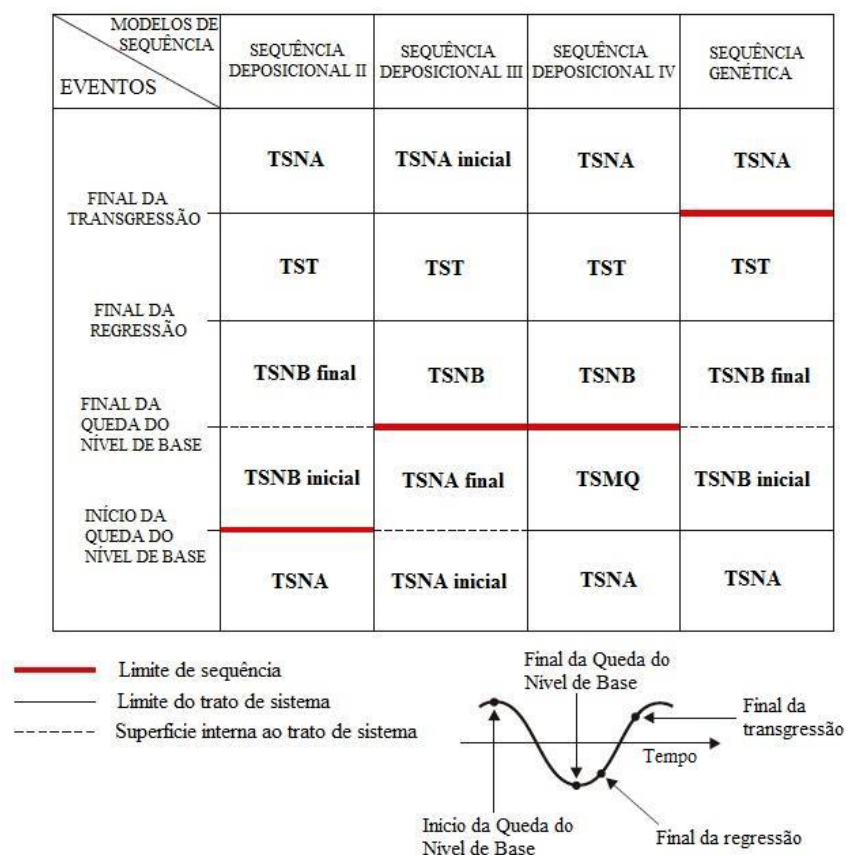 MODELOS DE
SEQUÊNCIA
EVENTOS
SEQUÊNCIA
DEPOSICIONAL II
SEQUÊNCIA
DEPOSICIONAL III
SEQUÊNCIA
DEPOSICIONAL IV
SEQUÊNCIA
GENÉTICA
TSNA
TSNA inicial
TSNA
TSNA
FINAL DA
TRANSGRESSÃO
TST
TST
TST
TST
FINAL DA
REGRESSÃO
TSNB final
TSNB
TSNB
TSNB final
FINAL DA
QUEDA DO
NÍVEL DE BASE
TSNB inicial
TSNA final
TSMQ
TSNB inicial
INÍCIO DA
QUEDA DO
NÍVEL DE BASE
TSNA
TSNA inicial
TSNA
TSNA
Limite de sequência
Limite do trato de sistema
Superficie interna ao trato de sistema
Final da Queda do
Nivel de Base
Final da
transgressão
Tempo
Inicio da Queda do
Nível de Base
Final da regressão